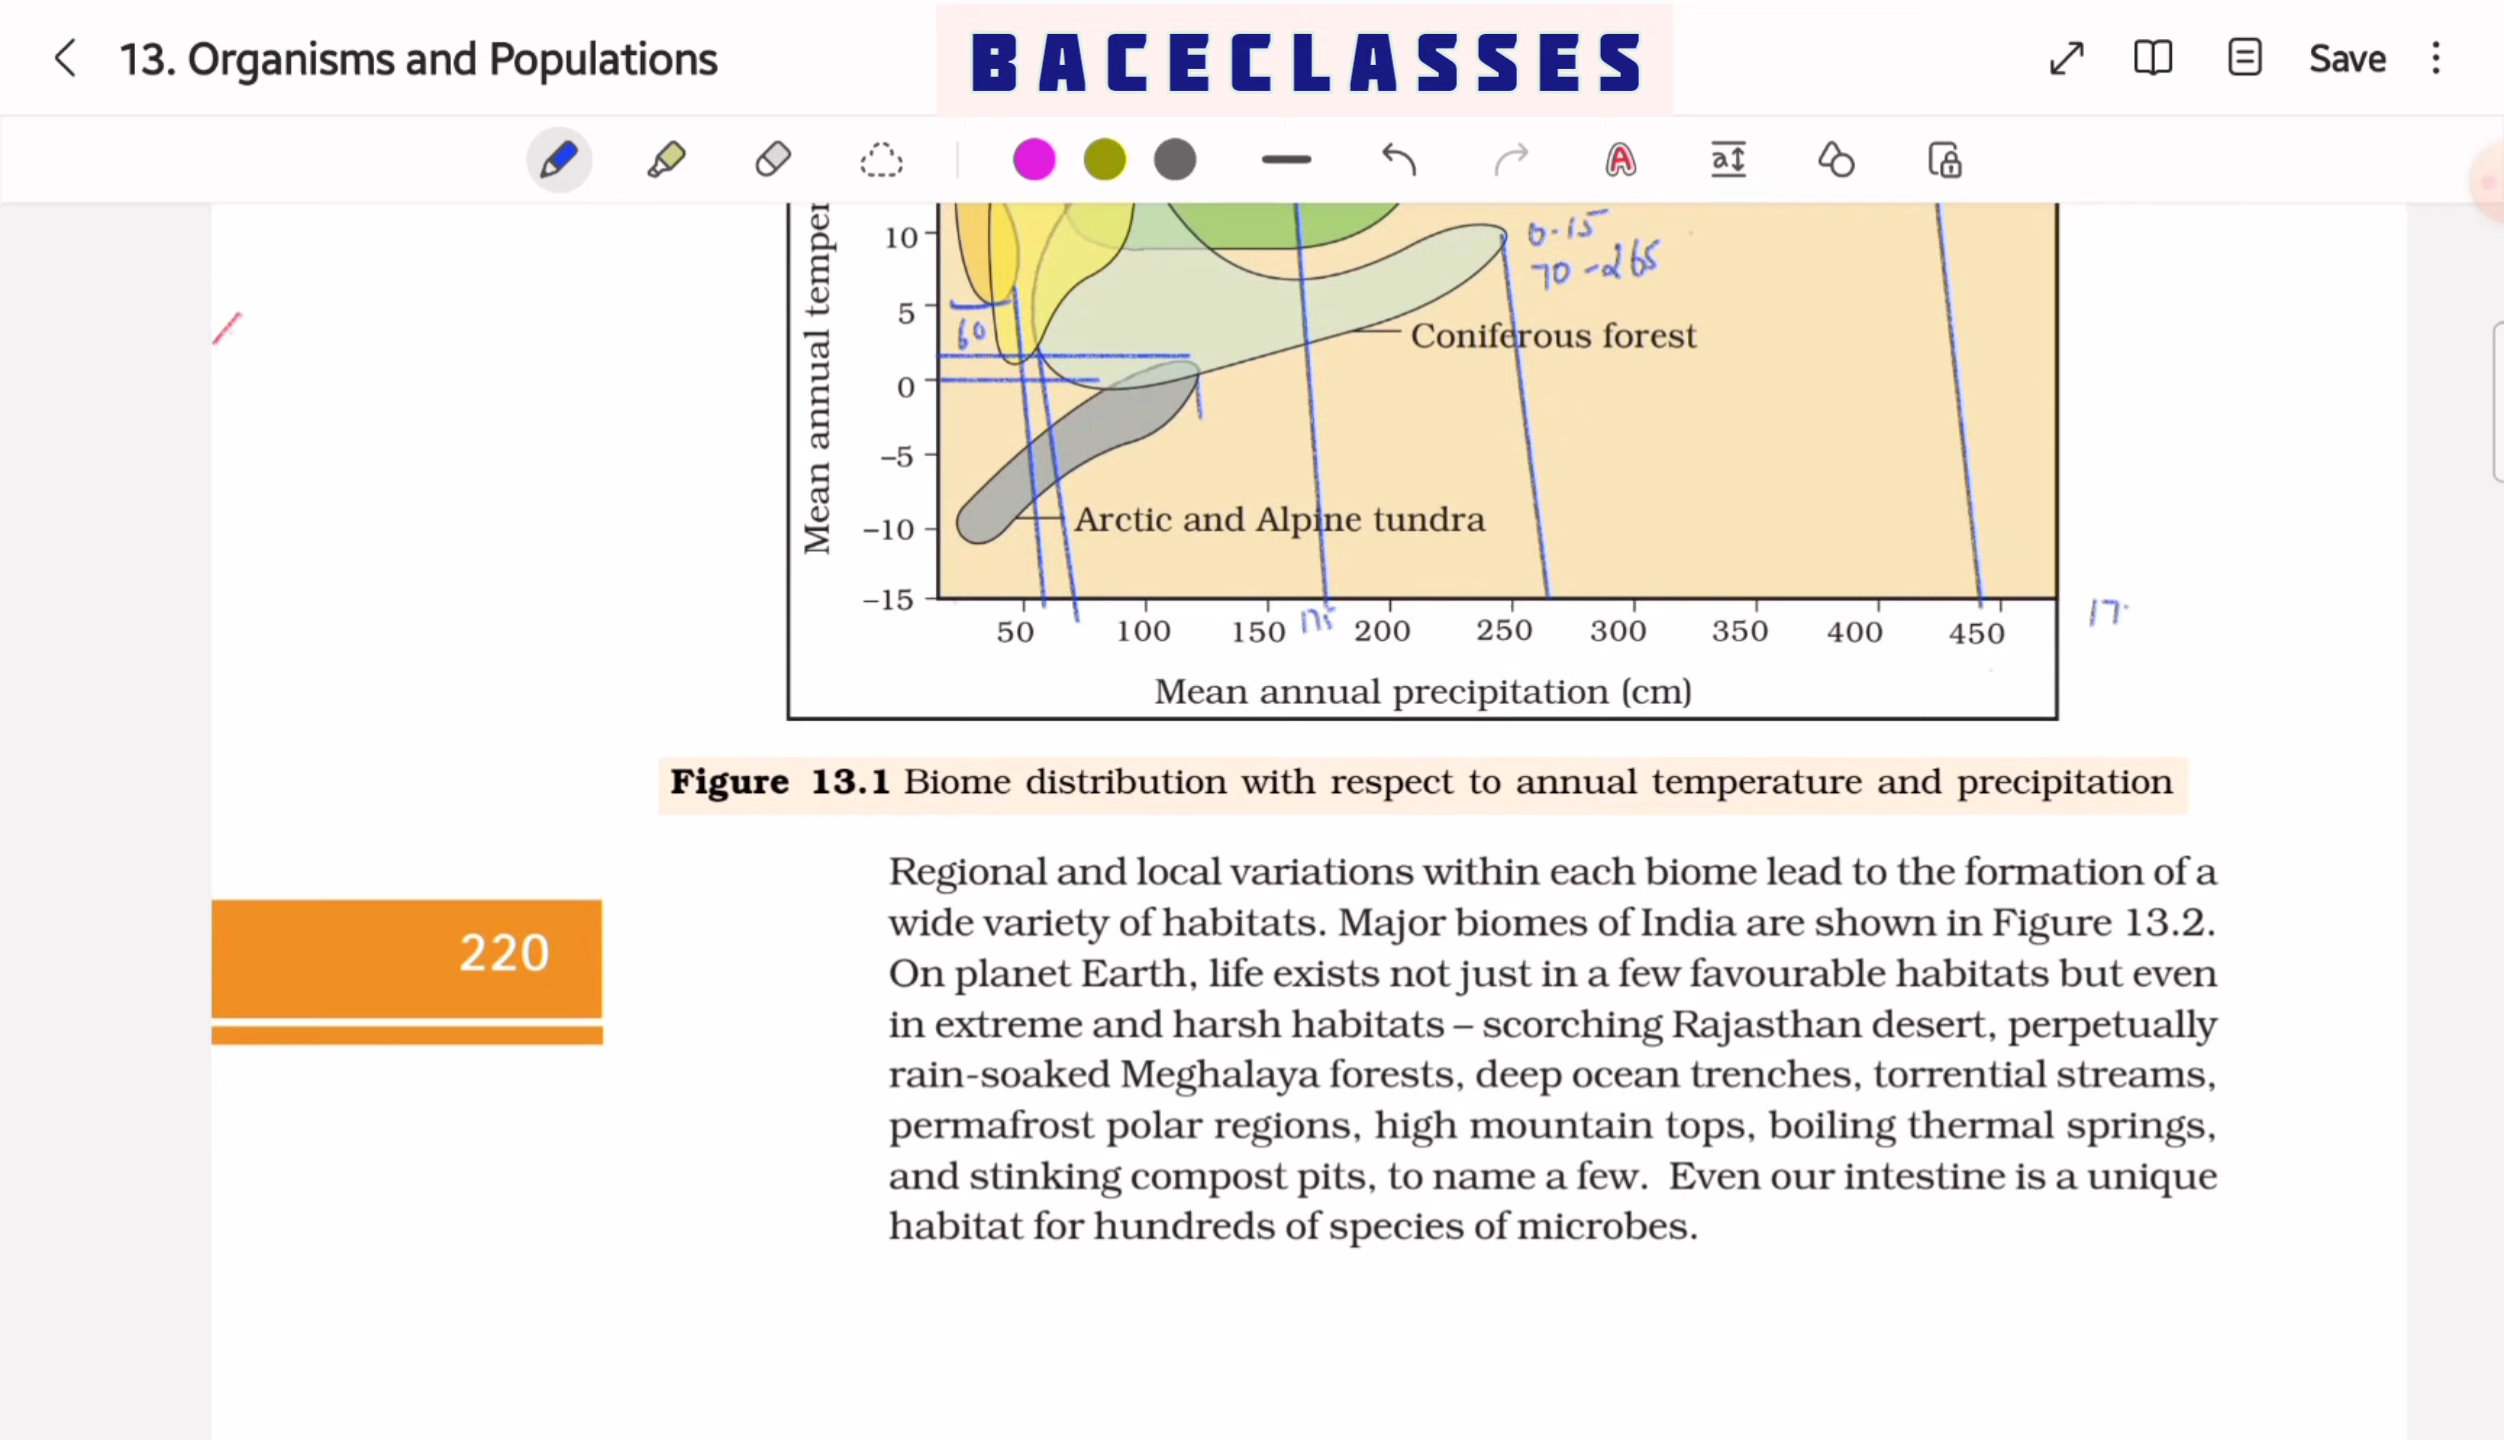 13. Organisms and Populations
BACECLASSES
Save
Mean annual temper
10
5
0
–5
–10
–15
0-15
70-265
60
Coniferous forest
Arctic and Alpine tundra
50 100 150 175 200 250 300 350 400 450
17
Mean annual precipitation (cm)
Figure 13.1 Biome distribution with respect to annual temperature and precipitation
Regional and local variations within each biome lead to the formation of a
wide variety of habitats. Major biomes of India are shown in Figure 13.2.
On planet Earth, life exists not just in a few favourable habitats but even
in extreme and harsh habitats – scorching Rajasthan desert, perpetually
rain-soaked Meghalaya forests, deep ocean trenches, torrential streams,
permafrost polar regions, high mountain tops, boiling thermal springs,
and stinking compost pits, to name a few. Even our intestine is a unique
habitat for hundreds of species of microbes.
220